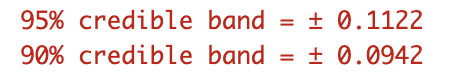 95% credible band = ± 0.1122
90% credible band = ± 0.0942